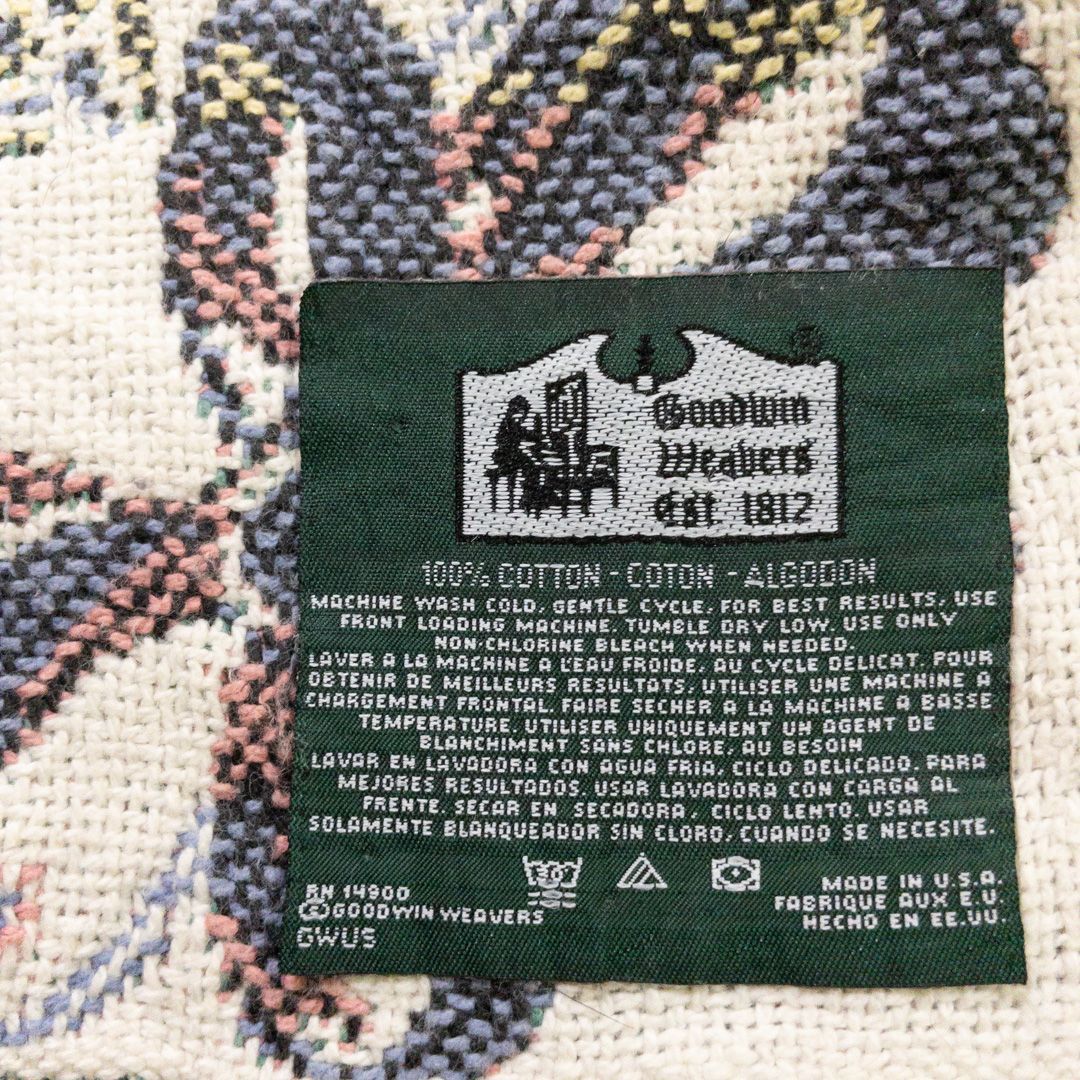 ®
Goodwin
Weavers
Est 1812
100% COTTON - COTON - ALGODON
MACHINE WASH COLD, GENTLE CYCLE, FOR BEST RESULTS, USE
FRONT LOADING MACHINE, TUMBLE DRY LOW, USE ONLY
NON-CHLORINE BLEACH WHEN NEEDED.
LAVER A LA MACHINE A L'EAU FROIDE, AU CYCLE DELICAT. POUR
OBTENIR DE MEILLEURS RESULTATS, UTILISER UNE MACHINE A
CHARGEMENT FRONTAL. FAIRE SECHER A LA MACHINE A BASSE
TEMPERATURE. UTILISER UNIQUEMENT UN AGENT DE
BLANCHIMENT SANS CHLORE, AU BESOIN
LAVAR EN LAVADORA CON AGUA FRIA, CICLO DELICADO. PARA
MEJORES RESULTADOS, USAR LAVADORA CON CARGA AL
FRENTE. SECAR EN SECADORA, CICLO LENTO. USAR
SOLAMENTE BLANQUEADOR SIN CLORO, CUANDO SE NECESITE.
30°
RN 14900
© GOODWIN WEAVERS
GWUS
MADE IN U.S.A.
FABRIQUE AUX E.U.
HECHO EN EE.UU.